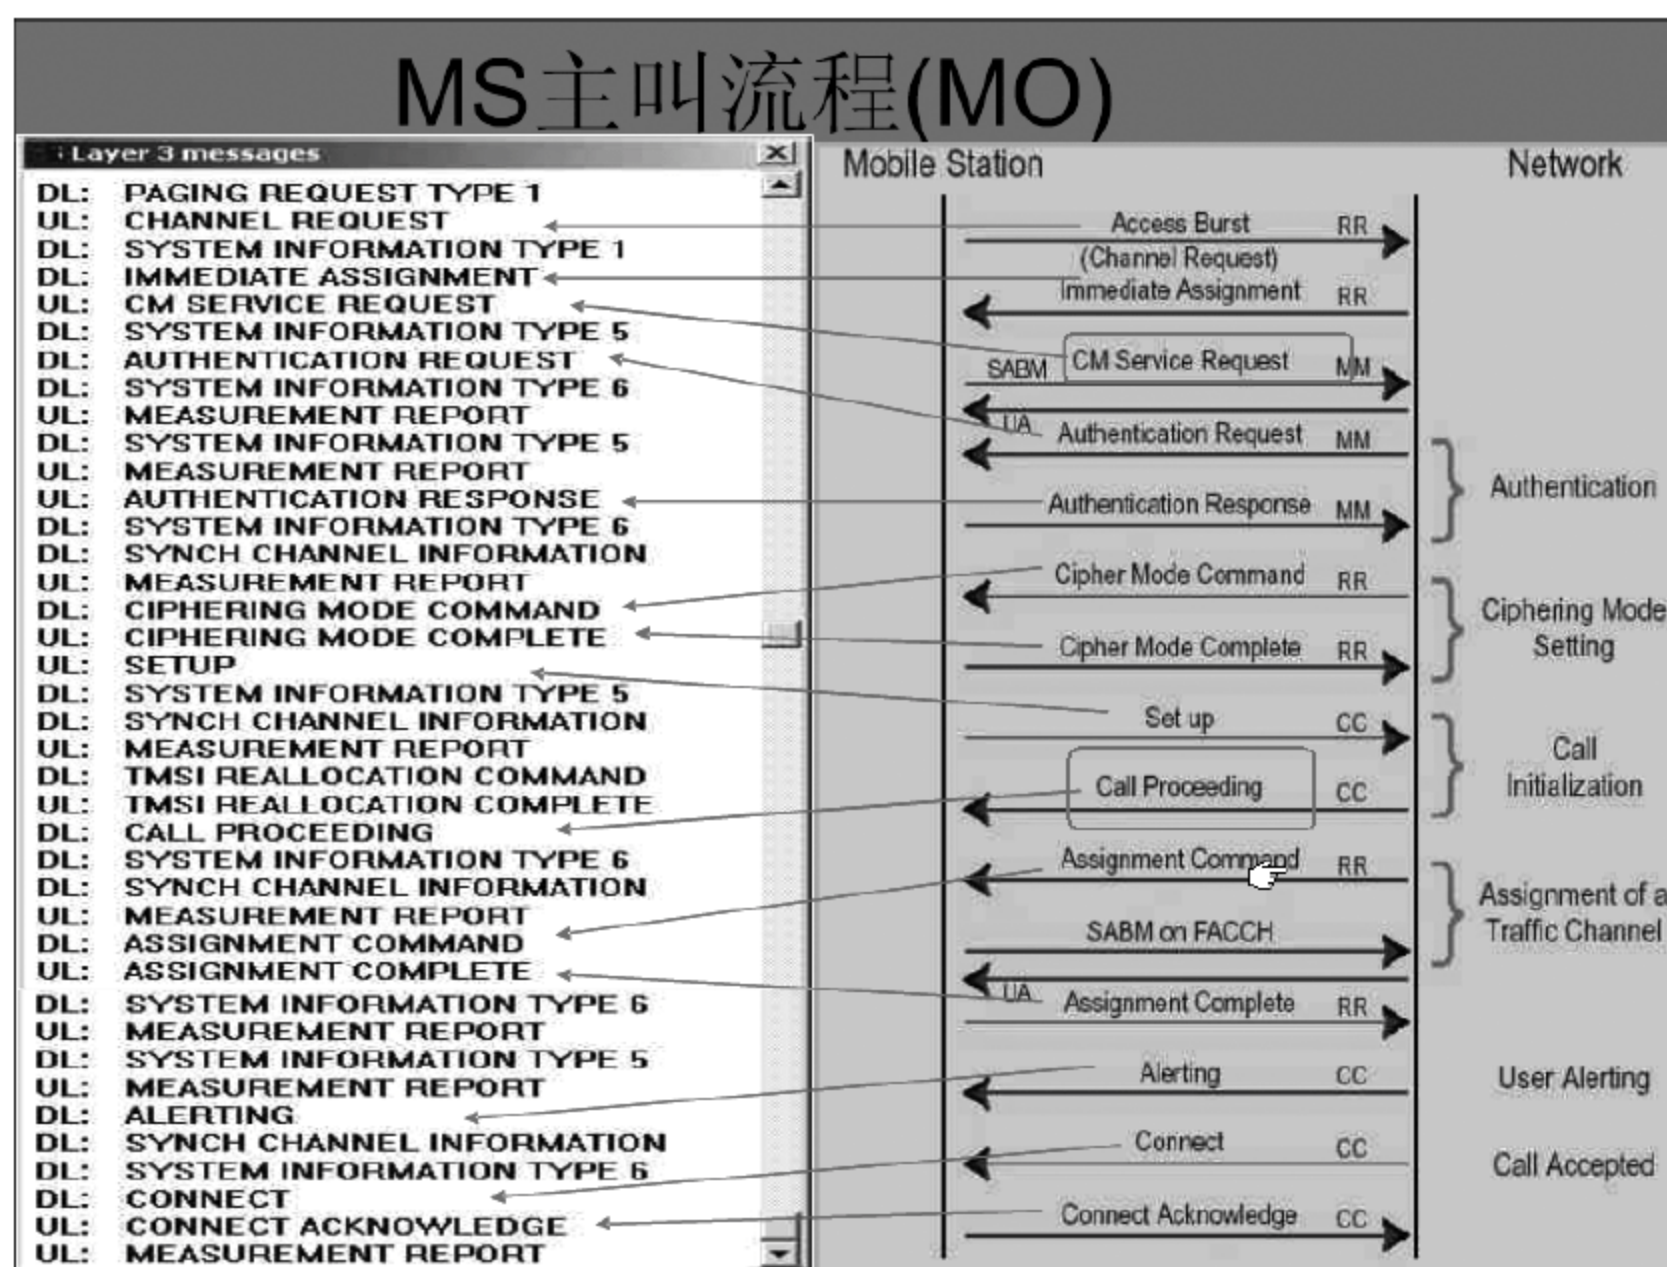 MS主叫流程(MO)
Layer 3 messages
DL: PAGING REQUEST TYPE 1
UL: CHANNEL REQUEST
DL: SYSTEM INFORMATION TYPE 1
DL: IMMEDIATE ASSIGNMENT
UL: CM SERVICE REQUEST
DL: SYSTEM INFORMATION TYPE 5
DL: AUTHENTICATION REQUEST
DL: SYSTEM INFORMATION TYPE 6
UL: MEASUREMENT REPORT
DL: SYSTEM INFORMATION TYPE 5
UL: MEASUREMENT REPORT
UL: AUTHENTICATION RESPONSE
DL: SYSTEM INFORMATION TYPE 6
DL: SYNCH CHANNEL INFORMATION
UL: MEASUREMENT REPORT
DL: CIPHERING MODE COMMAND
UL: CIPHERING MODE COMPLETE
UL: SETUP
DL: SYSTEM INFORMATION TYPE 5
DL: SYNCH CHANNEL INFORMATION
UL: MEASUREMENT REPORT
DL: TMSI REALLOCATION COMMAND
UL: TMSI REALLOCATION COMPLETE
DL: CALL PROCEEDING
DL: SYSTEM INFORMATION TYPE 6
DL: SYNCH CHANNEL INFORMATION
UL: MEASUREMENT REPORT
DL: ASSIGNMENT COMMAND
UL: ASSIGNMENT COMPLETE
DL: SYSTEM INFORMATION TYPE 6
UL: MEASUREMENT REPORT
DL: SYSTEM INFORMATION TYPE 5
UL: MEASUREMENT REPORT
DL: ALERTING
DL: SYNCH CHANNEL INFORMATION
DL: SYSTEM INFORMATION TYPE 6
DL: CONNECT
UL: CONNECT ACKNOWLEDGE
UL: MEASUREMENT REPORT
Mobile Station Network
Access Burst RR
(Channel Request)
Immediate Assignment RR
SABM CM Service Request MM
UA
Authentication Request MM
Authentication Response MM
Authentication
Cipher Mode Command RR
Cipher Mode Complete RR
Ciphering Mode
Setting
Set up CC
Call Proceeding CC
Call
Initialization
Assignment Command RR
SABM on FACCH
Assignment of a
Traffic Channel
UA
Assignment Complete RR
Alerting CC
User Alerting
Connect CC
Call Accepted
Connect Acknowledge CC